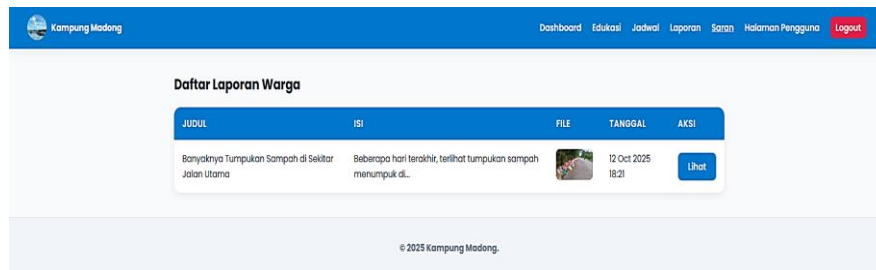 Kampung Madong
Dashboard Edukasi Jadwal Laporan Saran Halaman Pengguna Logout
Daftar Laporan Warga
JUDUL ISI FILE TANGGAL AKSI
Banyaknya Tumpukan Sampah di Sekitar Jalan Utama
Beberapa hari terakhir, terlihat tumpukan sampah menumpuk di...
12 Oct 2025 18:21
Lihat
© 2025 Kampung Madong.